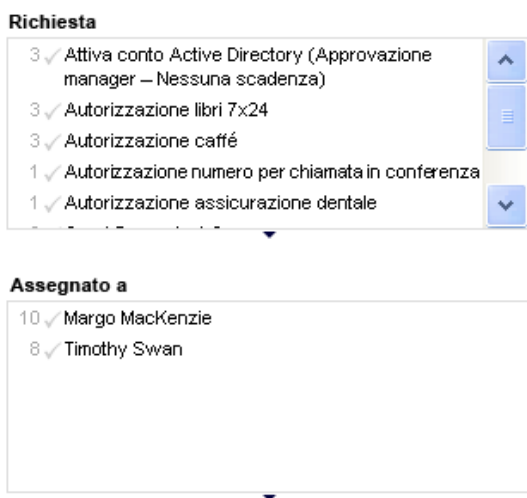 Richiesta
3 Attiva conto Active Directory (Approvazione
manager – Nessuna scadenza)
3 Autorizzazione libri 7x24
3 Autorizzazione caffé
1 Autorizzazione numero per chiamata in conferenza
1 Autorizzazione assicurazione dentale
Assegnato a
10 Margo MacKenzie
8 Timothy Swan